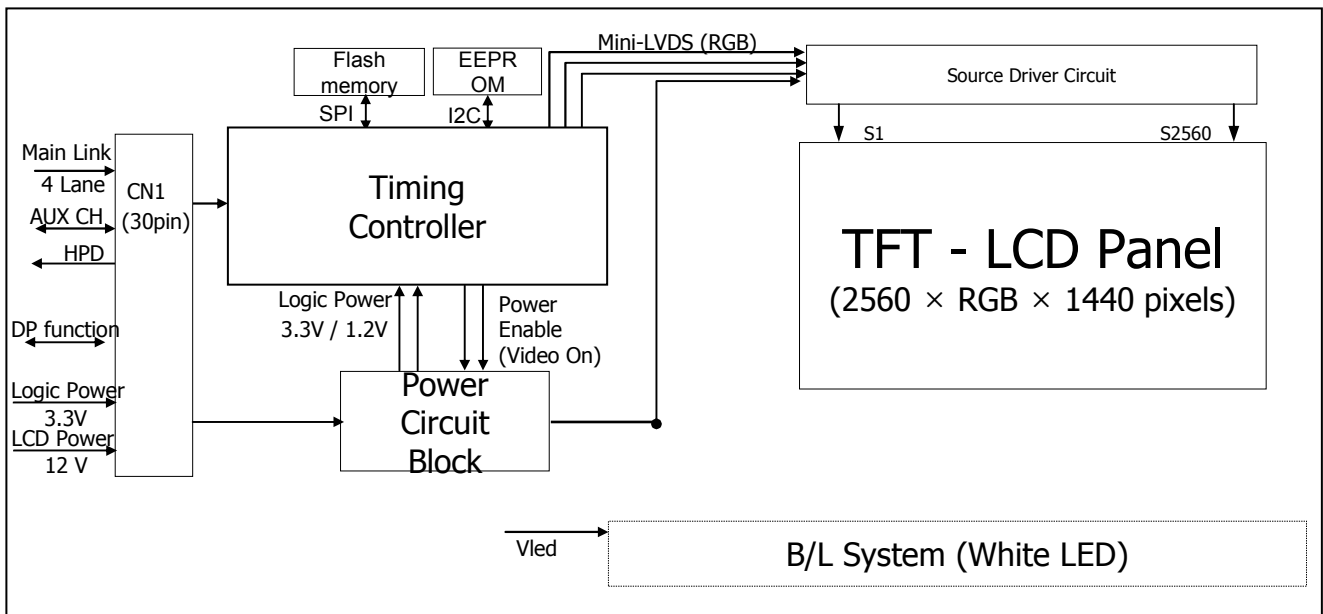 Mini-LVDS (RGB)
Flash
memory
EEPR
OM
Source Driver Circuit
SPI
I2C
S1
S2560
Main Link
4 Lane
AUX CH
HPD
DP function
Logic Power
3.3V
LCD Power
12 V
CN1
(30pin)
Timing
Controller
Logic Power
3.3V / 1.2V
Power
Enable
(Video On)
Power
Circuit
Block
TFT - LCD Panel
(2560 × RGB × 1440 pixels)
Vled
B/L System (White LED)